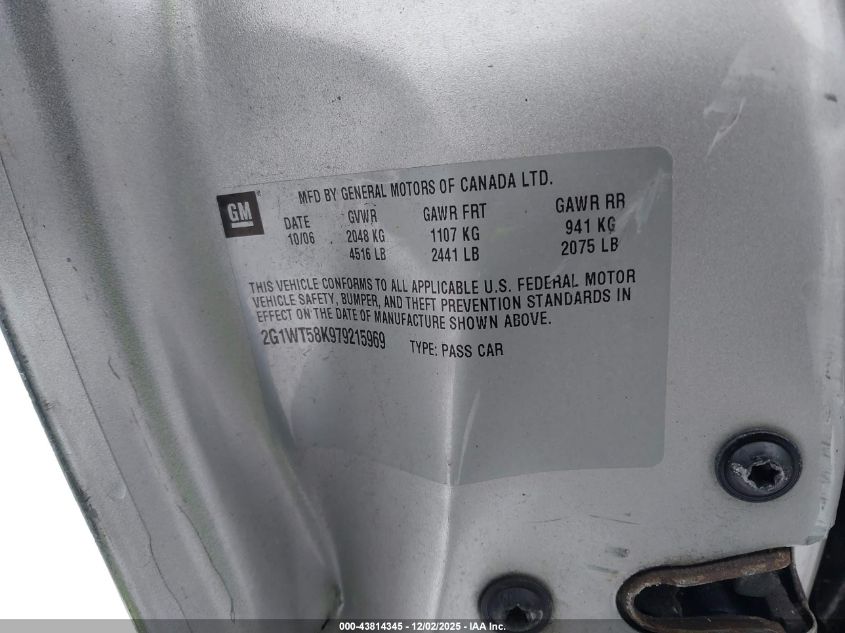 MFD BY GENERAL MOTORS OF CANADA LTD.
GM
DATE GVWR GAWR FRT GAWR RR
10/06 2048 KG 1107 KG 941 KG
4516 LB 2441 LB 2075 LB
THIS VEHICLE CONFORMS TO ALL APPLICABLE U.S. FEDERAL MOTOR
VEHICLE SAFETY, BUMPER, AND THEFT PREVENTION STANDARDS IN
EFFECT ON THE DATE OF MANUFACTURE SHOWN ABOVE.
2G1WT58K979215969 TYPE: PASS CAR
000-43814345 - 12/02/2025 - IAA, Inc.